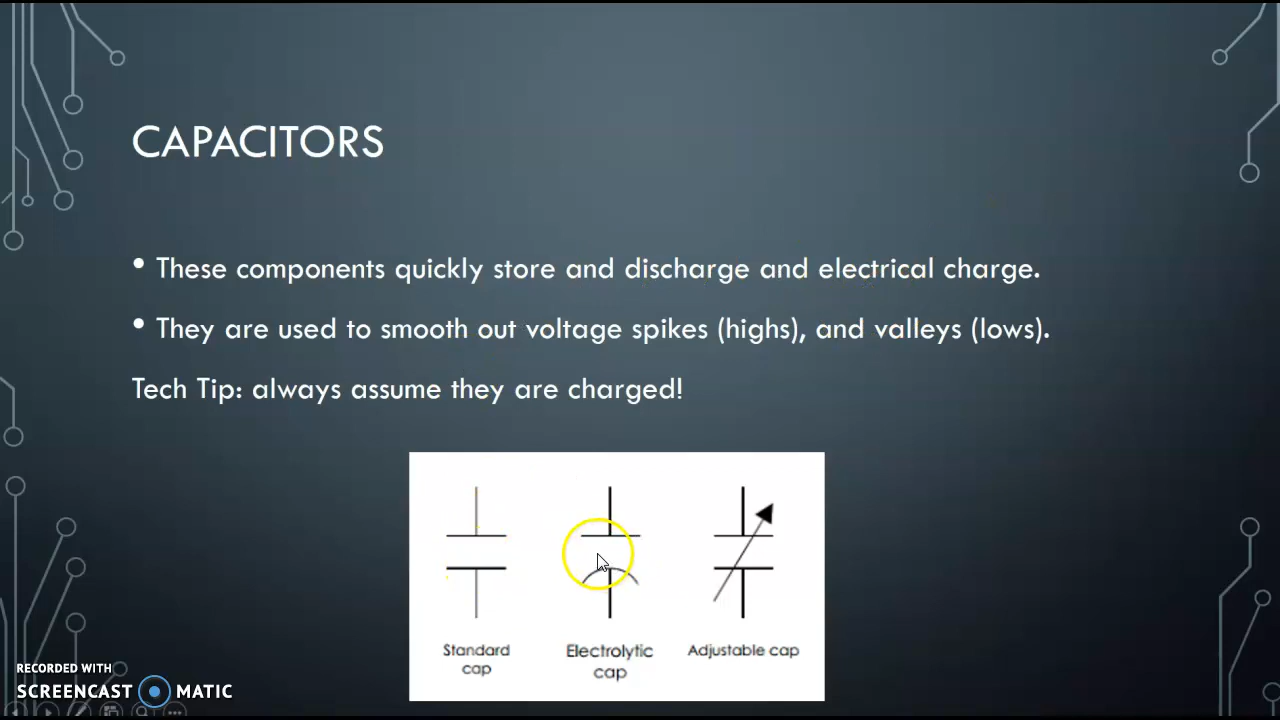 CAPACITORS
• These components quickly store and discharge and electrical charge.
• They are used to smooth out voltage spikes (highs), and valleys (lows).
Tech Tip: always assume they are charged!
Standard cap
Electrolytic cap
Adjustable cap
RECORDED WITH
SCREENCAST MATIC